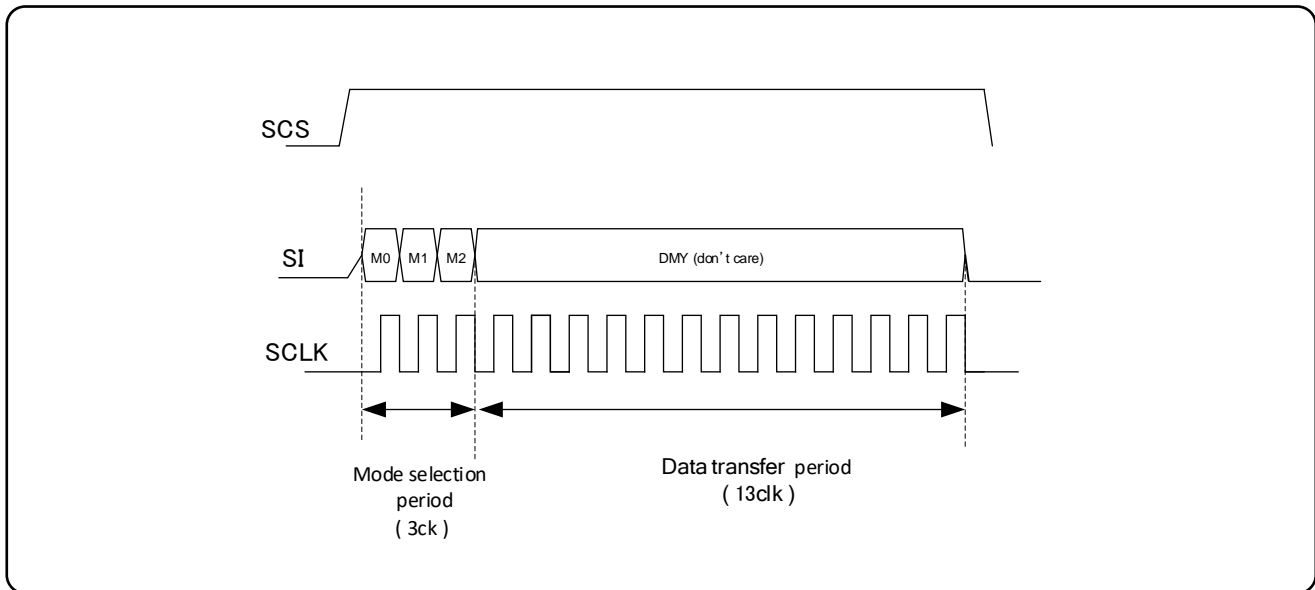 SCS
SI
M0 M1 M2 DMY (don't care)
SCLK
Mode selection
period
( 3ck )
Data transfer period
( 13clk )